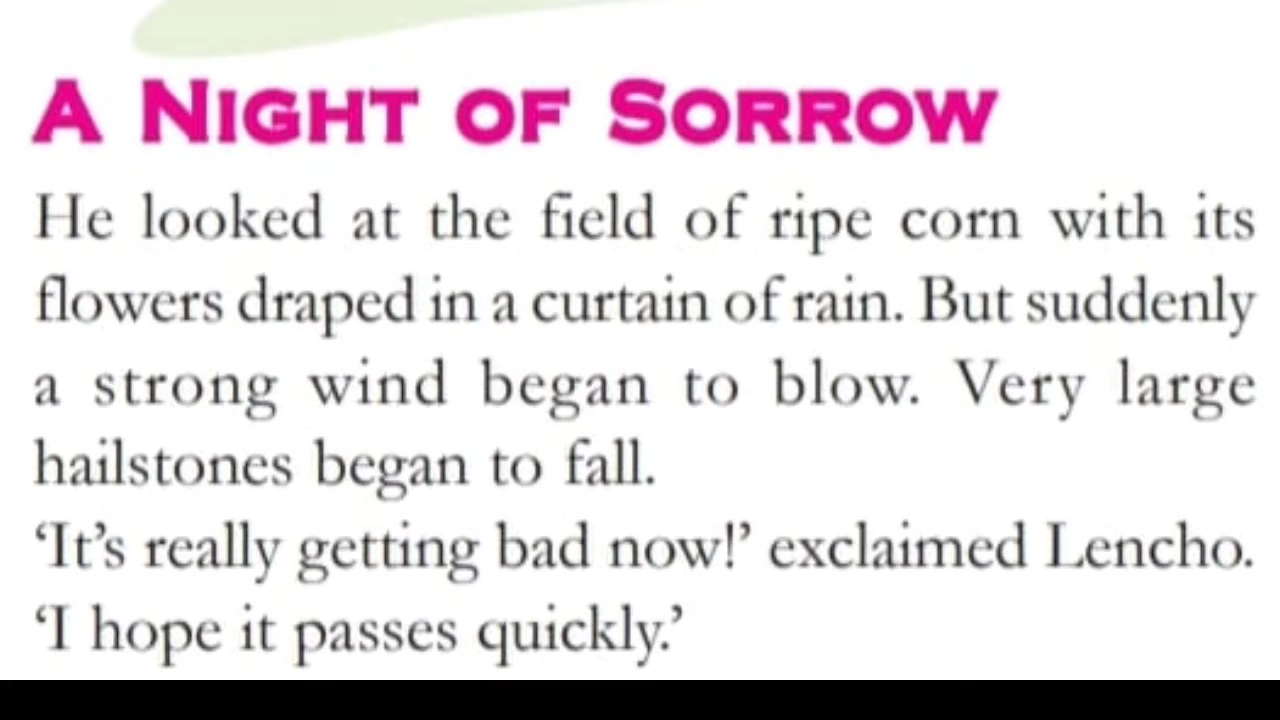 A NIGHT OF SORROW
He looked at the field of ripe corn with its
flowers draped in a curtain of rain. But suddenly
a strong wind began to blow. Very large
hailstones began to fall.
‘It’s really getting bad now!’ exclaimed Lencho.
‘I hope it passes quickly.’